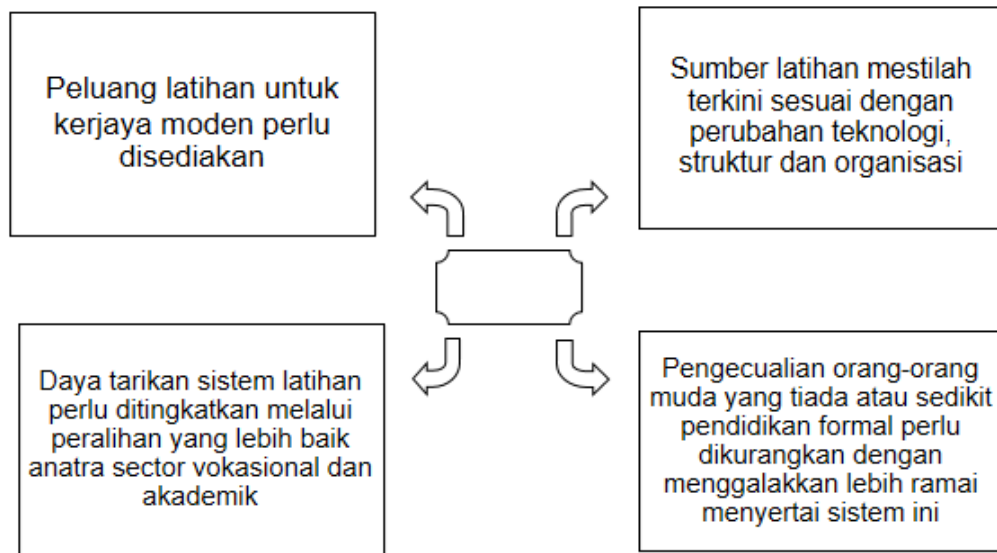 Peluang latihan untuk
kerjaya moden perlu
disediakan
Sumber latihan mestilah
terkini sesuai dengan
perubahan teknologi,
struktur dan organisasi
Daya tarikan sistem latihan
perlu ditingkatkan melalui
peralihan yang lebih baik
anatra sector vokasional dan
akademik
Pengecualian orang-orang
muda yang tiada atau sedikit
pendidikan formal perlu
dikurangkan dengan
menggalakkan lebih ramai
menyertai sistem ini